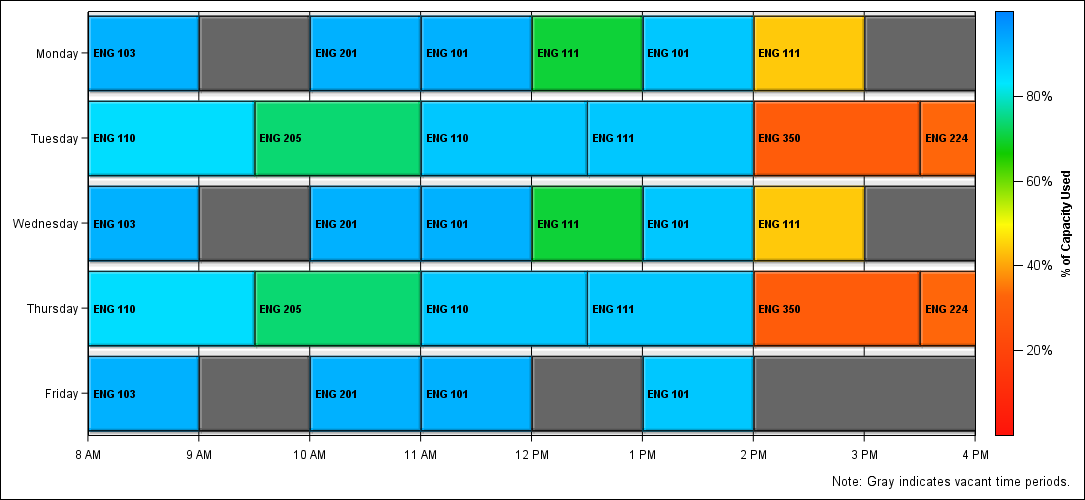 Monday ENG 103 ENG 201 ENG 101 ENG 111 ENG 101 ENG 111
Tuesday ENG 110 ENG 205 ENG 110 ENG 111 ENG 350 ENG 224
Wednesday ENG 103 ENG 201 ENG 101 ENG 111 ENG 101 ENG 111
Thursday ENG 110 ENG 205 ENG 110 ENG 111 ENG 350 ENG 224
Friday ENG 103 ENG 201 ENG 101 ENG 101
8 AM 9 AM 10 AM 11 AM 12 PM 1 PM 2 PM 3 PM 4 PM
80%
60%
40%
20%
% of Capacity Used
Note: Gray indicates vacant time periods.